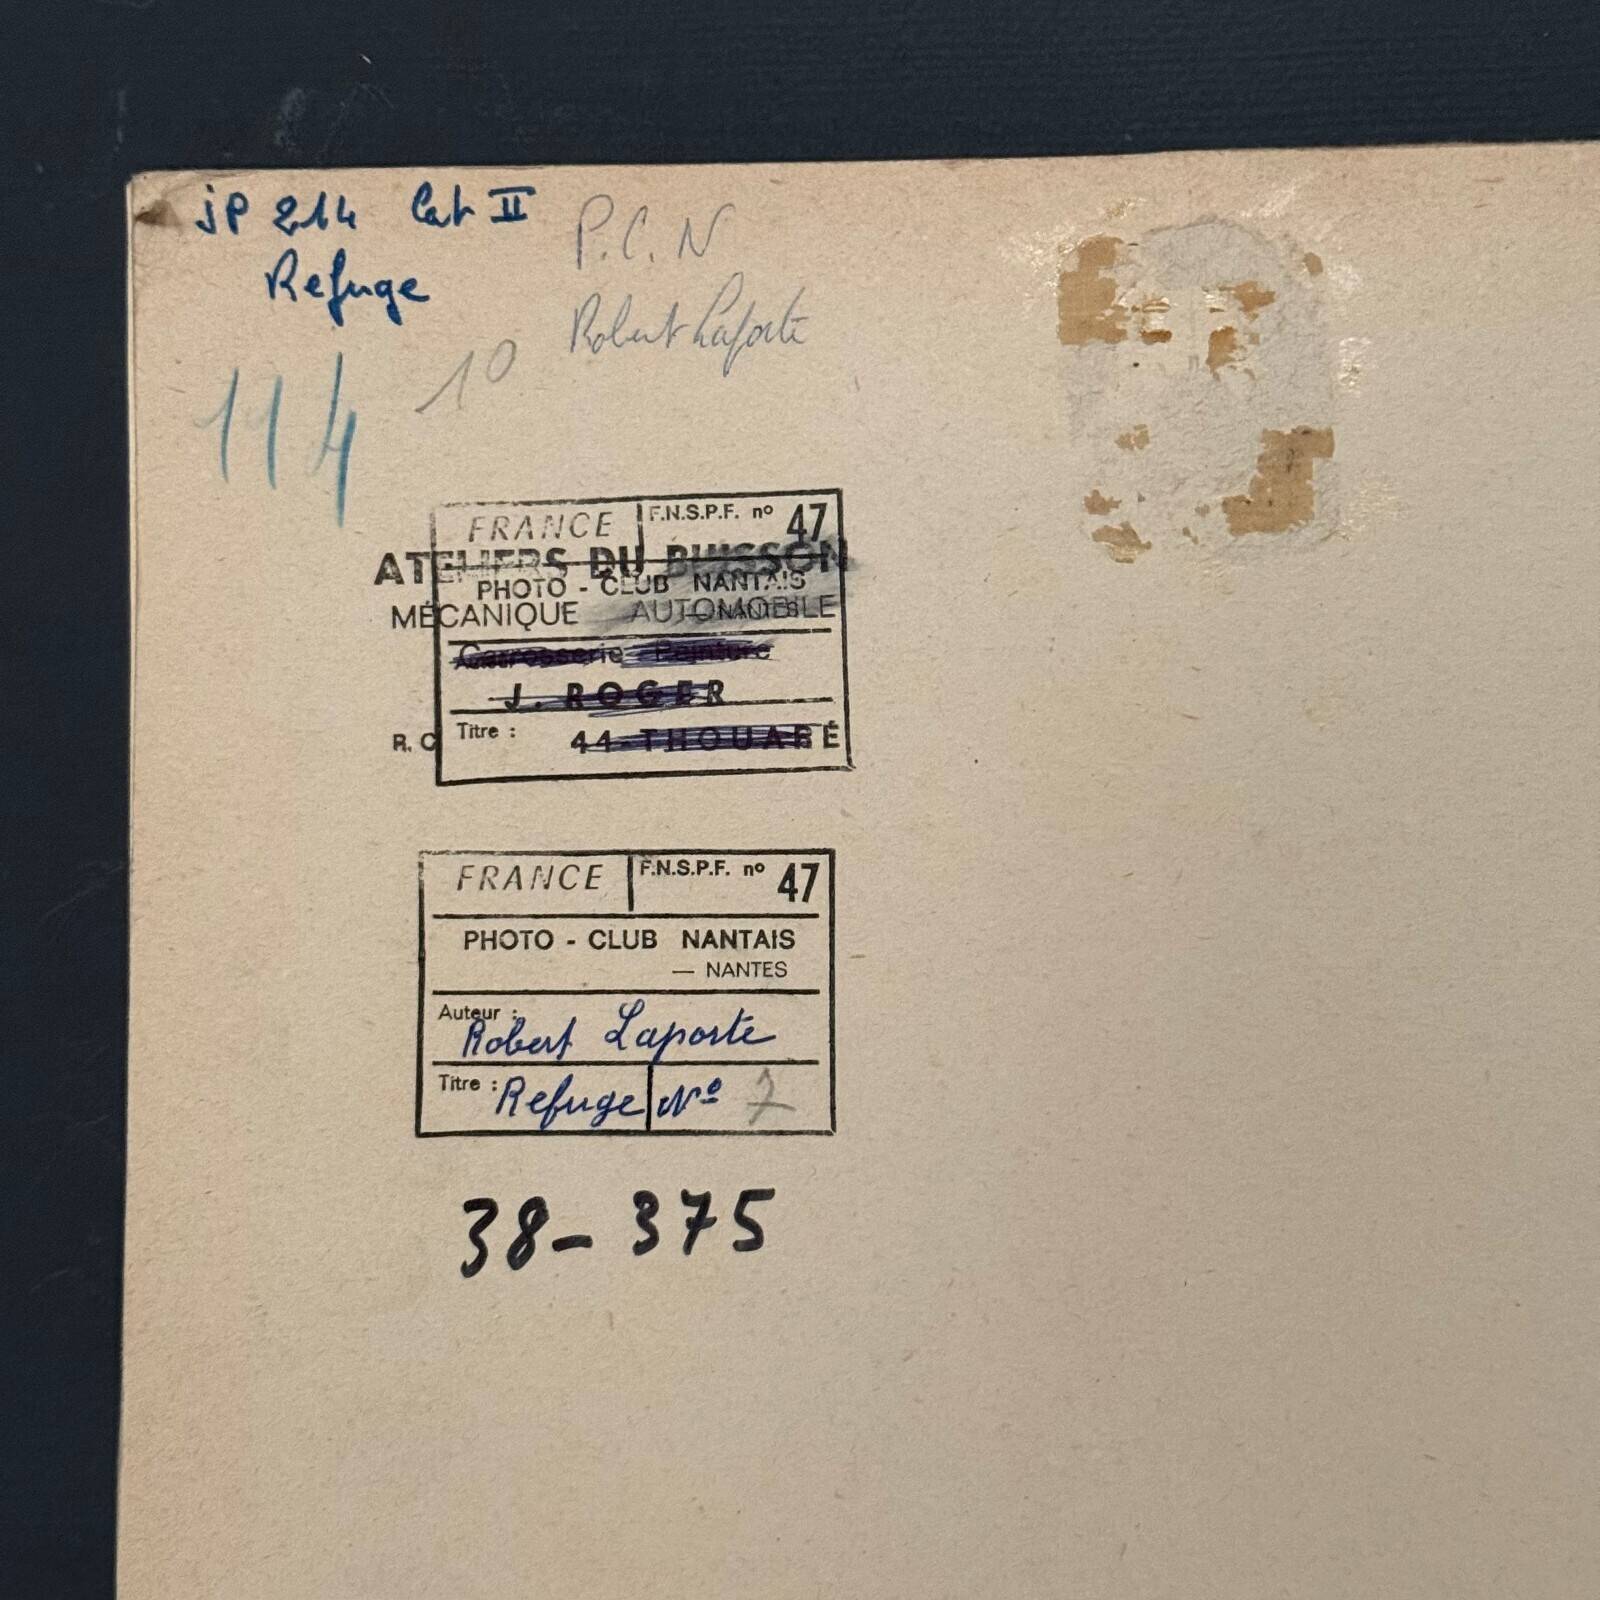 JP 214 Cat II
Refuge
P.C.N
Robert Laporte
114
10
FRANCE F.N.S.P.F. nº 47
ATELIERS DU BUISSON
PHOTO - CLUB NANTAIS
MÉCANIQUE AUTOMOBILE
— NANTES
Carrosserie - Peinture
J. ROGER
R. C
Titre :
44 - THOUARÉ
FRANCE F.N.S.P.F. nº 47
PHOTO - CLUB NANTAIS
— NANTES
Auteur :
Robert Laporte
Titre : Refuge Nº 7
38-375